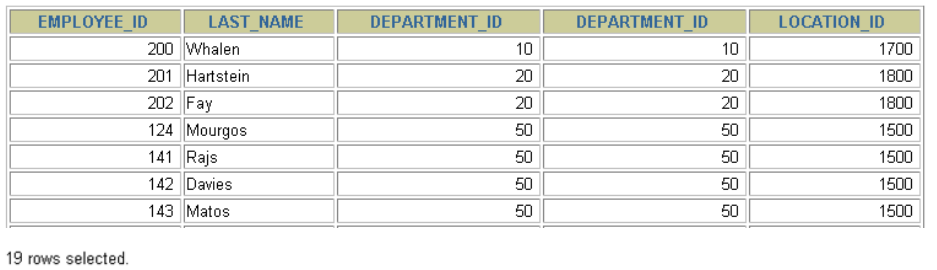 EMPLOYEE_ID LAST_NAME DEPARTMENT_ID DEPARTMENT_ID LOCATION_ID
200 Whalen 10 10 1700
201 Hartstein 20 20 1800
202 Fay 20 20 1800
124 Mourgos 50 50 1500
141 Rajs 50 50 1500
142 Davies 50 50 1500
143 Matos 50 50 1500
19 rows selected.